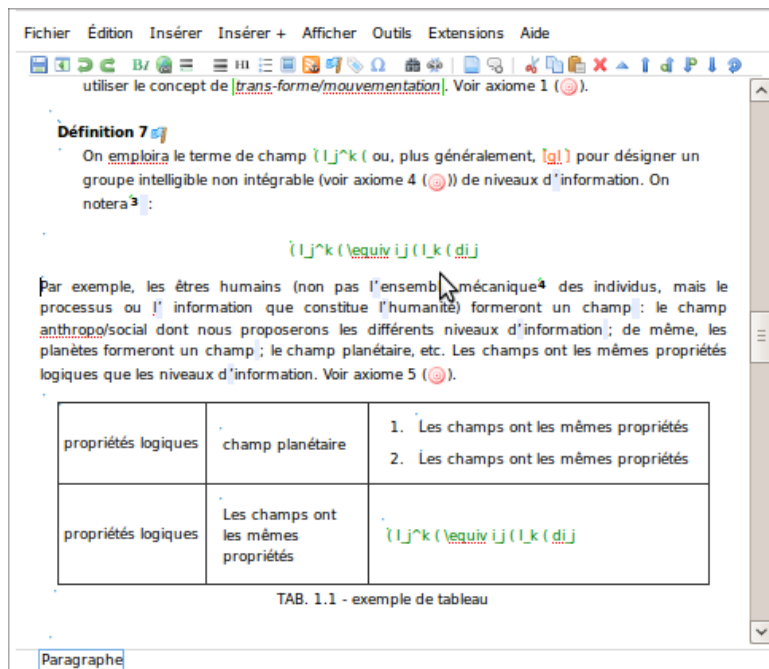 Fichier Édition Insérer Insérer + Afficher Outils Extensions Aide
utiliser le concept de trans-forme/mouvementation. Voir axiome 1 ().
Définition 7
On emploira le terme de champ ( l_j^k ( ou, plus généralement, [gl] pour désigner un
groupe intelligible non intégrable (voir axiome 4 ()) de niveaux d'information. On
notera³ :
( l_j^k ( \equiv i_j ( l_k ( di_j
Par exemple, les êtres humains (non pas l'ensemble mécanique⁴ des individus, mais le
processus ou l' information que constitue l'humanité) formeront un champ : le champ
anthropo/social dont nous proposerons les différents niveaux d'information ; de même, les
planètes formeront un champ ; le champ planétaire, etc. Les champs ont les mêmes propriétés
logiques que les niveaux d'information. Voir axiome 5 ().
propriétés logiques
champ planétaire
1. Les champs ont les mêmes propriétés
2. Les champs ont les mêmes propriétés
propriétés logiques
Les champs ont
les mêmes
propriétés
( l_j^k ( \equiv i_j ( l_k ( di_j
TAB. 1.1 - exemple de tableau
Paragraphe